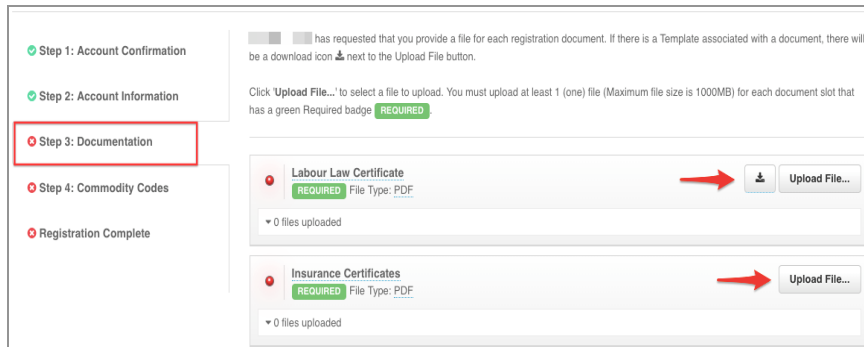 Step 1: Account Confirmation
Step 2: Account Information
Step 3: Documentation
Step 4: Commodity Codes
Registration Complete
has requested that you provide a file for each registration document. If there is a Template associated with a document, there will
be a download icon next to the Upload File button.
Click 'Upload File...' to select a file to upload. You must upload at least 1 (one) file (Maximum file size is 1000MB) for each document slot that
has a green Required badge REQUIRED.
Labour Law Certificate
REQUIRED File Type: PDF
Upload File...
0 files uploaded
Insurance Certificates
REQUIRED File Type: PDF
Upload File...
0 files uploaded